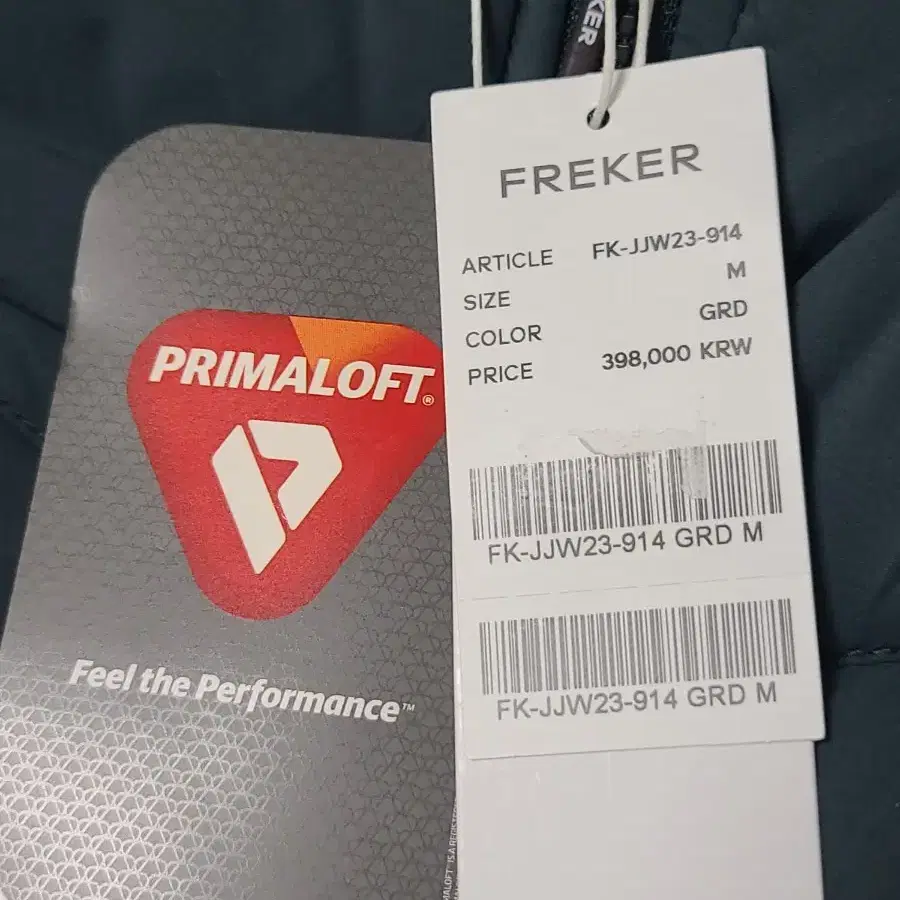 KER
FREKER
ARTICLE FK-JJW23-914
SIZE M
COLOR GRD
PRICE 398,000 KRW
FK-JJW23-914 GRD M
FK-JJW23-914 GRD M
PRIMALOFT®
Feel the Performance™